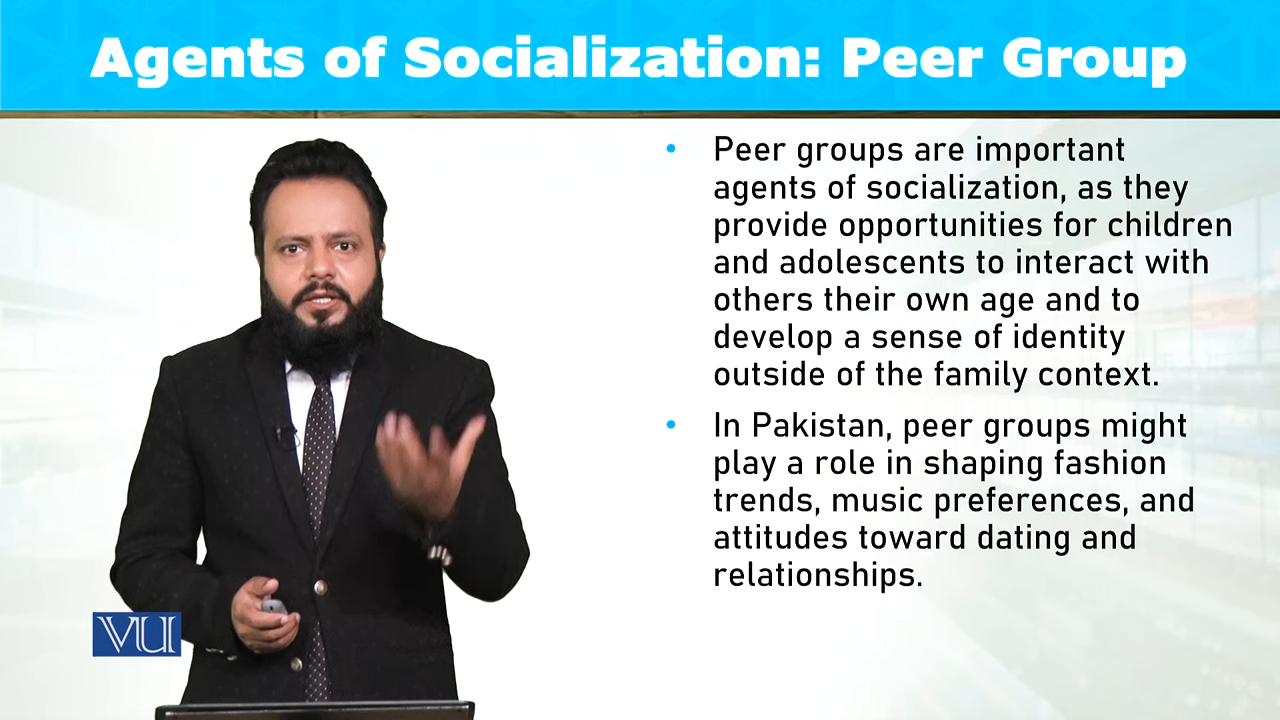 Agents of Socialization: Peer Group
• Peer groups are important
agents of socialization, as they
provide opportunities for children
and adolescents to interact with
others their own age and to
develop a sense of identity
outside of the family context.
• In Pakistan, peer groups might
play a role in shaping fashion
trends, music preferences, and
attitudes toward dating and
relationships.
VU